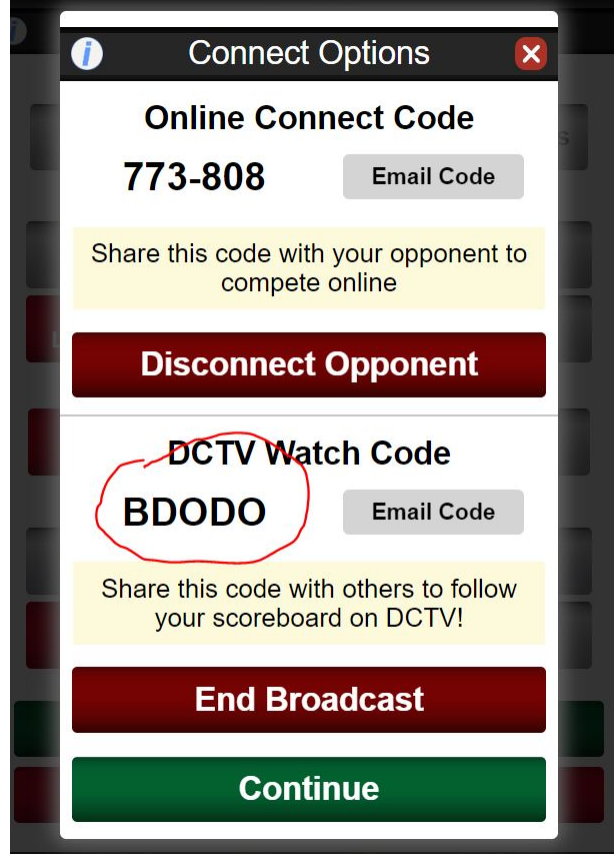 Connect Options
Online Connect Code
773-808
Email Code
Share this code with your opponent to
compete online
Disconnect Opponent
DCTV Watch Code
BDODO
Email Code
Share this code with others to follow
your scoreboard on DCTV!
End Broadcast
Continue